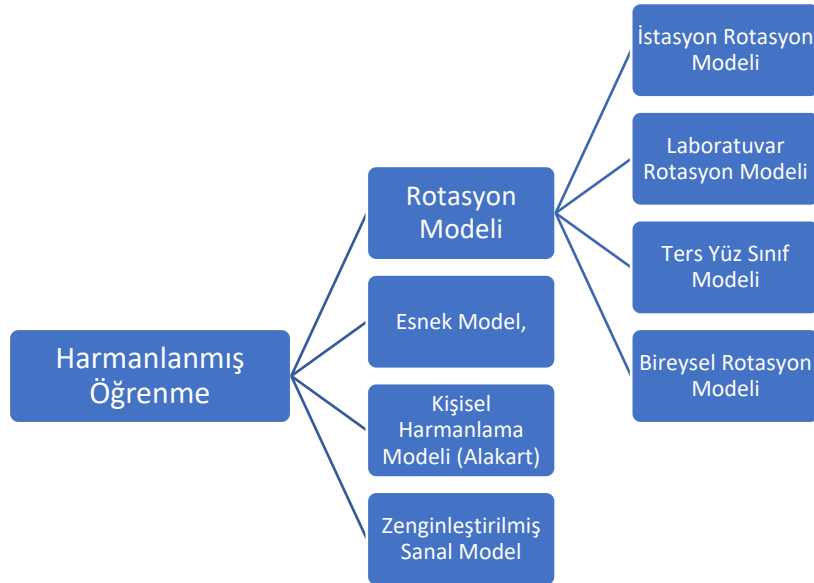 Harmanlanmış
Öğrenme
Rotasyon
Modeli
Esnek Model,
Kişisel
Harmanlama
Modeli (Alakart)
Zenginleştirilmiş
Sanal Model
İstasyon Rotasyon
Modeli
Laboratuvar
Rotasyon Modeli
Ters Yüz Sınıf
Modeli
Bireysel Rotasyon
Modeli